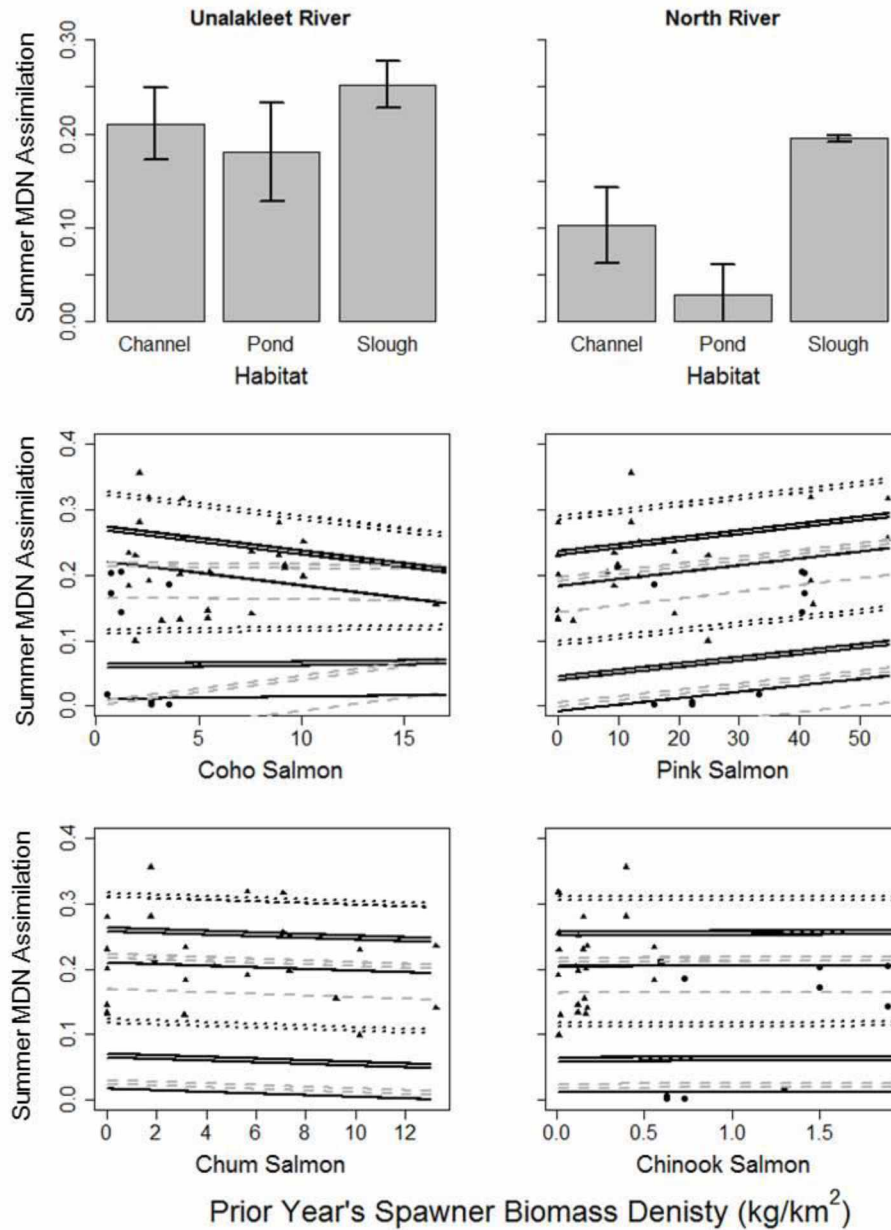 Unalakleet River
North River
Summer MDN Assimilation
0.00 0.10 0.20 0.30
Channel Pond Slough
Habitat
Channel Pond Slough
Habitat
Summer MDN Assimilation
0.0 0.1 0.2 0.3 0.4
0 5 10 15
Coho Salmon
0 10 20 30 40 50
Pink Salmon
Summer MDN Assimilation
0.0 0.1 0.2 0.3 0.4
0 2 4 6 8 10 12
Chum Salmon
0.0 0.5 1.0 1.5
Chinook Salmon
Prior Year's Spawner Biomass Denisty (kg/km²)